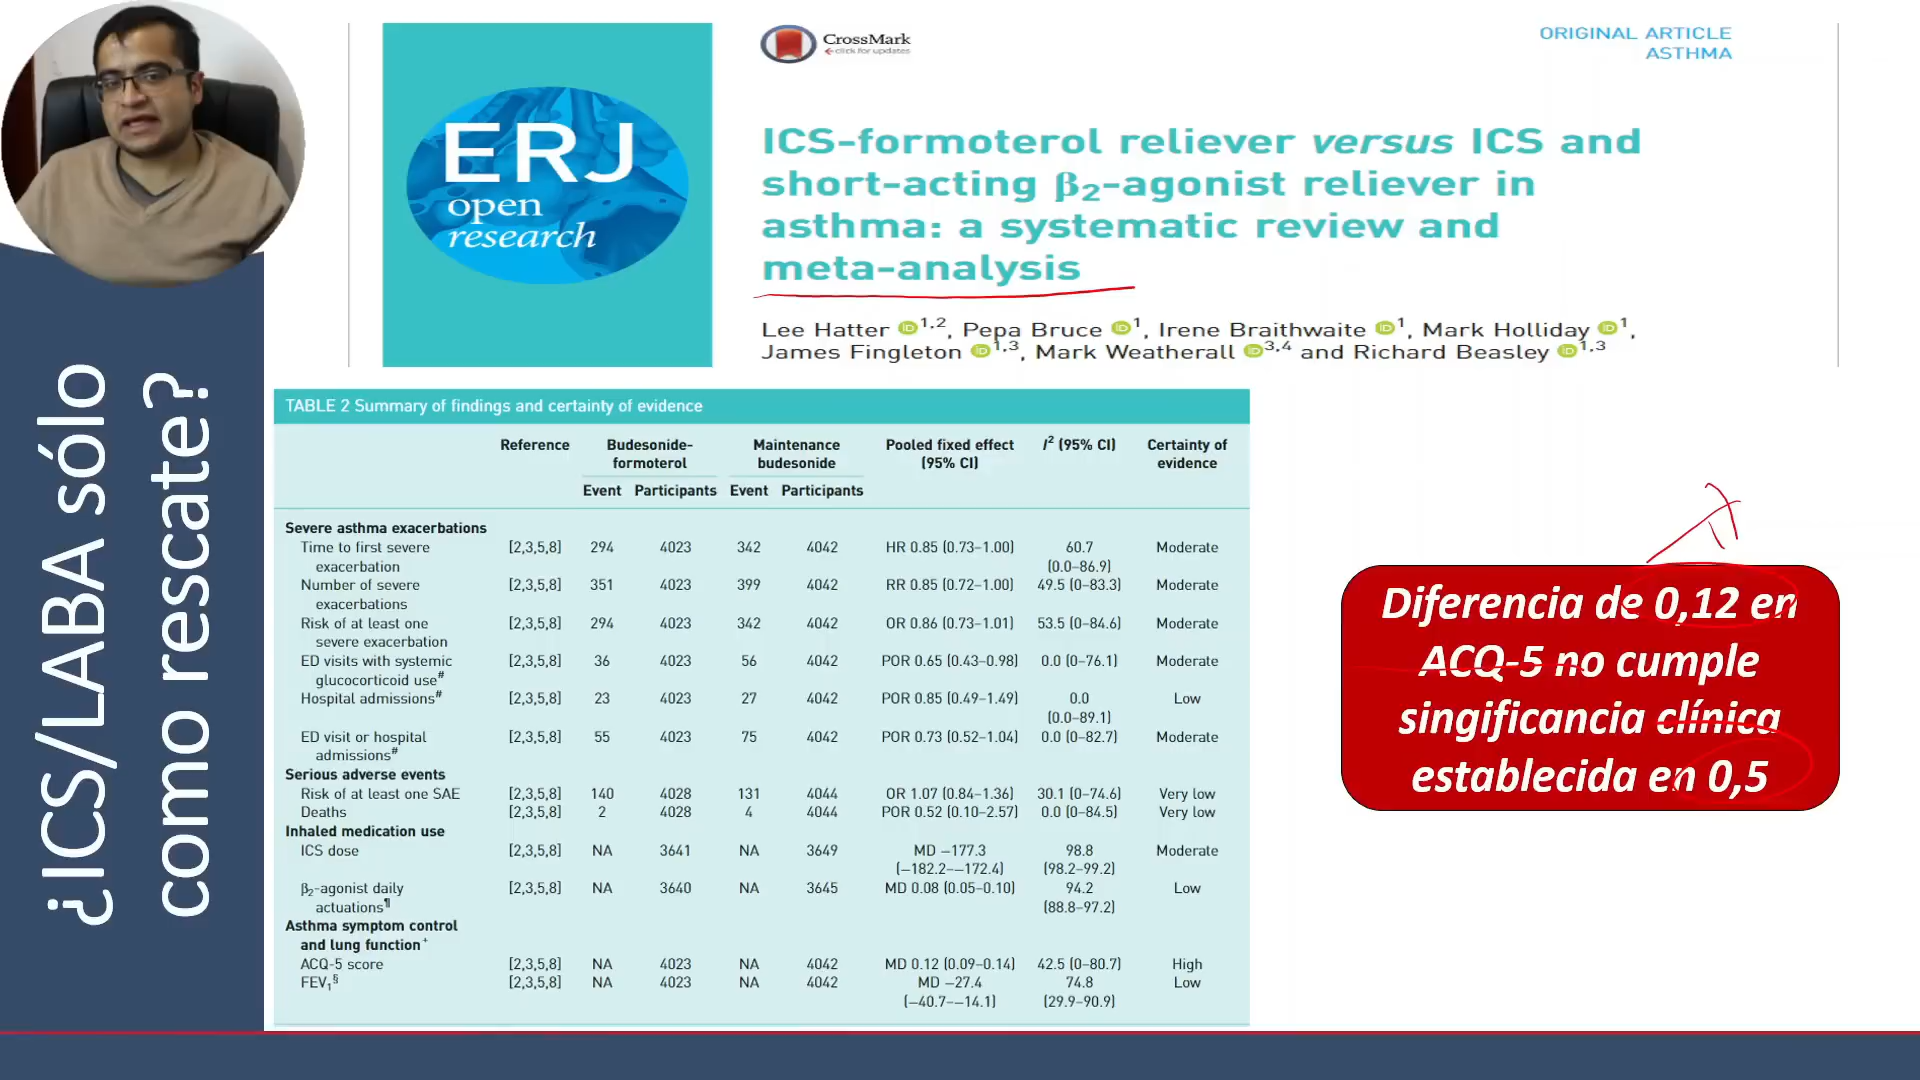 ¿ICS/LABA sólo
como rescate?
ERJ
open
research
CrossMark
click for updates
ORIGINAL ARTICLE
ASTHMA
ICS-formoterol reliever versus ICS and
short-acting β2-agonist reliever in
asthma: a systematic review and
meta-analysis
Lee Hatter iD 1,2, Pepa Bruce iD 1, Irene Braithwaite iD 1, Mark Holliday iD 1,
James Fingleton iD 1,3, Mark Weatherall iD 3,4 and Richard Beasley iD 1,3
TABLE 2 Summary of findings and certainty of evidence
Reference Budesonide-formoterol Maintenance budesonide Pooled fixed effect (95% CI) I² (95% CI) Certainty of evidence
Event Participants Event Participants
Severe asthma exacerbations
Time to first severe exacerbation [2,3,5,8] 294 4023 342 4042 HR 0.85 (0.73–1.00) 60.7 (0.0–86.9) Moderate
Number of severe exacerbations [2,3,5,8] 351 4023 399 4042 RR 0.85 (0.72–1.00) 49.5 (0–83.3) Moderate
Risk of at least one severe exacerbation [2,3,5,8] 294 4023 342 4042 OR 0.86 (0.73–1.01) 53.5 (0–84.6) Moderate
ED visits with systemic glucocorticoid use# [2,3,5,8] 36 4023 56 4042 POR 0.65 (0.43–0.98) 0.0 (0–76.1) Moderate
Hospital admissions# [2,3,5,8] 23 4023 27 4042 POR 0.85 (0.49–1.49) 0.0 (0.0–89.1) Low
ED visit or hospital admissions# [2,3,5,8] 55 4023 75 4042 POR 0.73 (0.52–1.04) 0.0 (0–82.7) Moderate
Serious adverse events
Risk of at least one SAE [2,3,5,8] 140 4028 131 4044 OR 1.07 (0.84–1.36) 30.1 (0–74.6) Very low
Deaths [2,3,5,8] 2 4028 4 4044 POR 0.52 (0.10–2.57) 0.0 (0–84.5) Very low
Inhaled medication use
ICS dose [2,3,5,8] NA 3641 NA 3649 MD −177.3 (−182.2–−172.4) 98.8 (98.2–99.2) Moderate
β2-agonist daily actuations¶ [2,3,5,8] NA 3640 NA 3645 MD 0.08 (0.05–0.10) 94.2 (88.8–97.2) Low
Asthma symptom control
and lung function+
ACQ-5 score [2,3,5,8] NA 4023 NA 4042 MD 0.12 (0.09–0.14) 42.5 (0–80.7) High
FEV1§ [2,3,5,8] NA 4023 NA 4042 MD −27.4 (−40.7–−14.1) 74.8 (29.9–90.9) Low
Diferencia de 0,12 en
ACQ-5 no cumple
singificancia clínica
establecida en 0,5